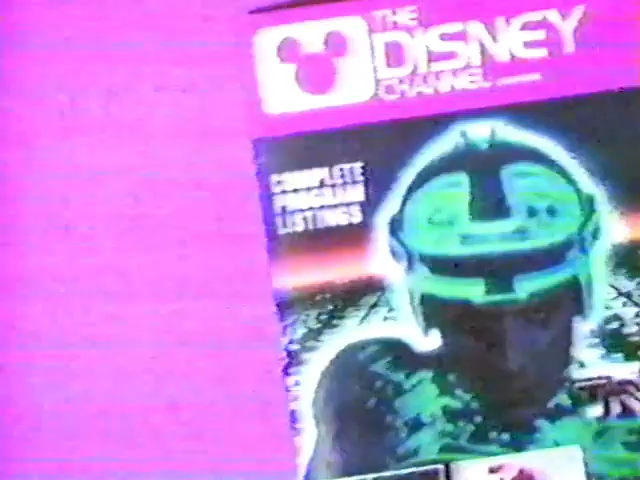 THE
DISNEY
CHANNEL
COMPLETE
PROGRAM
LISTINGS